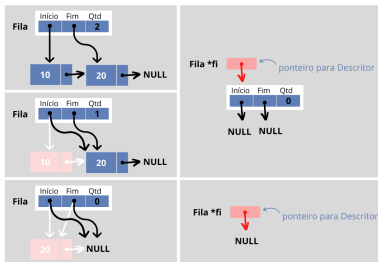 Início Fim Qtd
Fila 2
10 20 NULL
Início Fim Qtd
Fila 1
10 20 NULL
Início Fim Qtd
Fila 0
20 NULL
Fila *fi
ponteiro para Descritor
Início Fim Qtd
0
NULL NULL
Fila *fi
ponteiro para Descritor
NULL